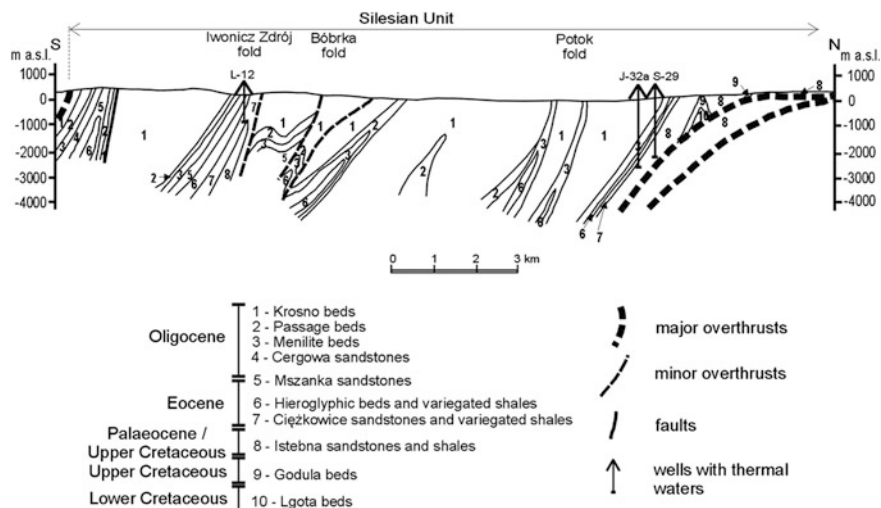 Silesian Unit
S
N
Iwonicz Zdrój
fold
Bóbrka
fold
Potok
fold
m a.s.l.
m a.s.l.
L-12
J-32a S-29
9
8
1000
0
-1000
-2000
-3000
-4000
1000
0
-1000
-2000
-3000
-4000
0 1 2 3 km
Oligocene
1 - Krosno beds
2 - Passage beds
3 - Menilite beds
4 - Cergowa sandstones
Eocene
5 - Mszanka sandstones
6 - Hieroglyphic beds and variegated shales
7 - Ciężkowice sandstones and variegated shales
Palaeocene /
Upper Cretaceous
8 - Istebna sandstones and shales
Upper Cretaceous
9 - Godula beds
Lower Cretaceous
10 - Lgota beds
major overthrusts
minor overthrusts
faults
wells with thermal
waters